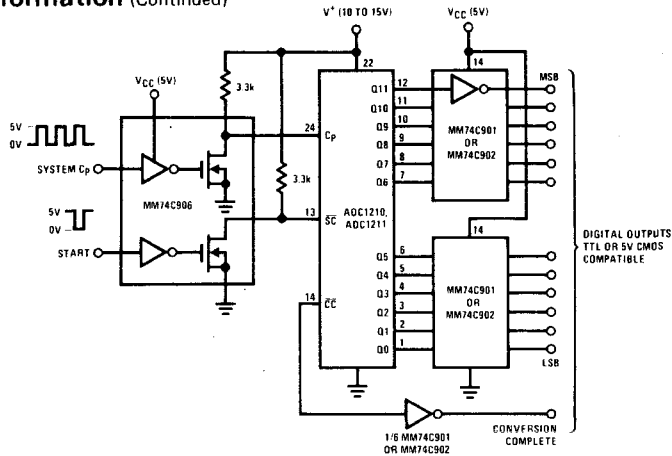 formation (Continued)
V⁺ (10 TO 15V)
VCC (5V)
VCC (5V)
5V
0V
SYSTEM Cp
MM74C906
5V
0V
START
3.3k
3.3k
22
24
Cp
13
SC
ADC1210,
ADC1211
14
CC
Q11
12
Q10
11
Q9
10
Q8
9
Q7
8
Q6
7
Q5
6
Q4
5
Q3
4
Q2
3
Q1
2
Q0
1
14
MM74C901
OR
MM74C902
14
MM74C901
OR
MM74C902
MSB
LSB
DIGITAL OUTPUTS
TTL OR 5V CMOS
COMPATIBLE
1/6 MM74C901
OR MM74C902
CONVERSION
COMPLETE